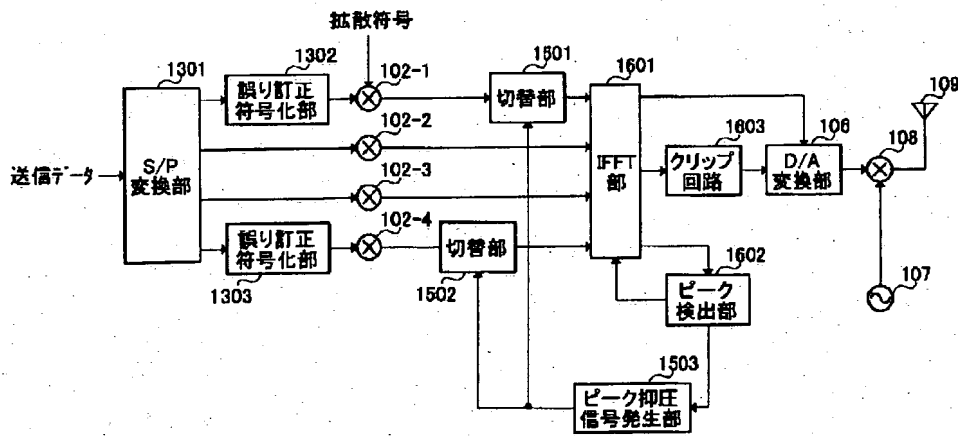 拡散符号
1301
1302
誤り訂正
符号化部
102-1
1501
切替部
1601
109
102-2
1603
106
108
送信データ
S/P
変換部
IFFT
部
クリップ
回路
D/A
変換部
102-3
誤り訂正
符号化部
1303
102-4
切替部
1502
1602
ピーク
検出部
107
1503
ピーク抑圧
信号発生部